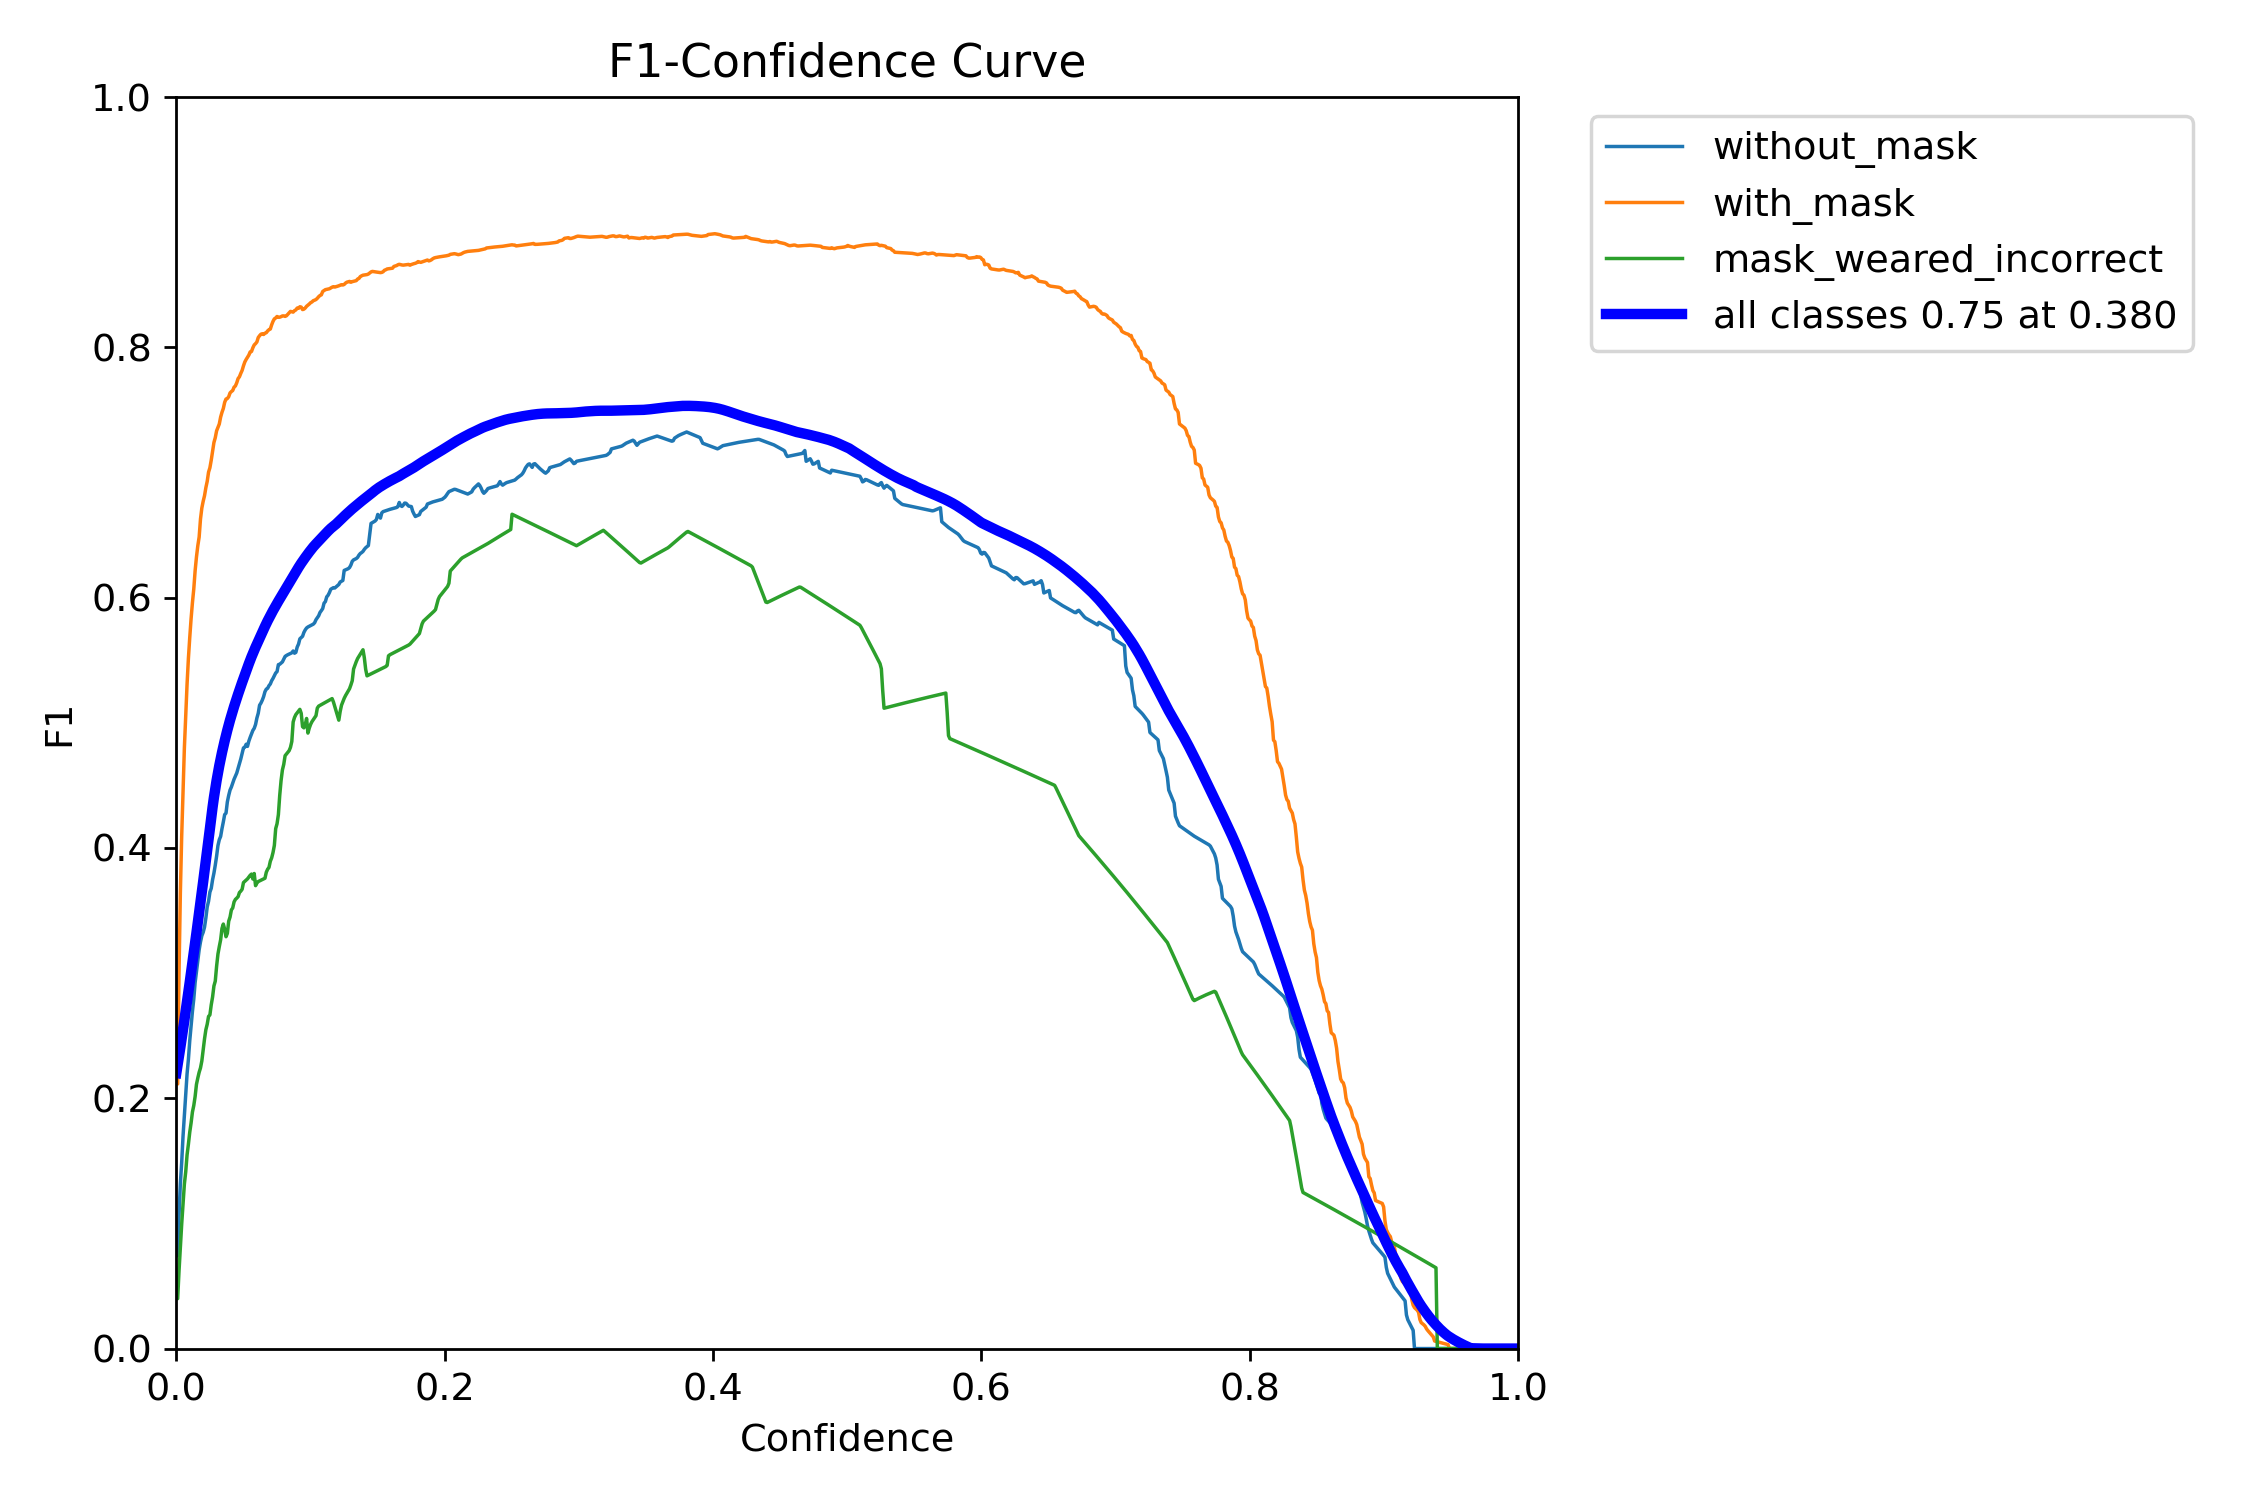 F1-Confidence Curve
without_mask
with_mask
mask_weared_incorrect
all classes 0.75 at 0.380
1.0
0.8
0.6
0.4
0.2
0.0
F1
0.0 0.2 0.4 0.6 0.8 1.0
Confidence